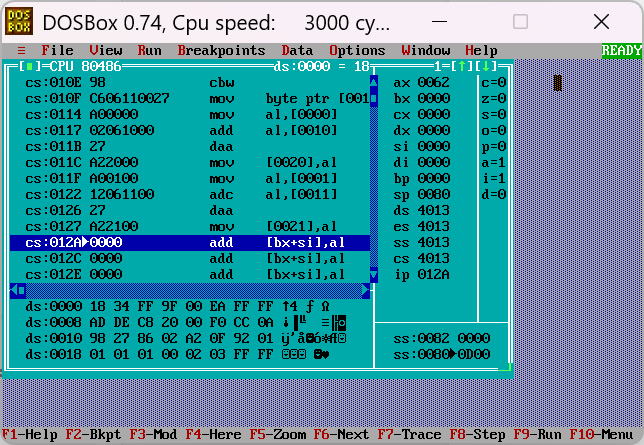 DOS BOX DOSBox 0.74, Cpu speed: 3000 cy...
≡ File View Run Breakpoints Data Options Window Help READY
[■]=CPU 80486 ds:0000 = 18 1=[↑][↓]
cs:010E 98 cbw ax 0062 c=0
cs:010F C606110027 mov byte ptr [001 bx 0000 z=0
cs:0114 A00000 mov al,[0000] cx 0000 s=0
cs:0117 02061000 add al,[0010] dx 0000 o=0
cs:011B 27 daa si 0000 p=0
cs:011C A22000 mov [0020],al di 0000 a=1
cs:011F A00100 mov al,[0001] bp 0000 i=1
cs:0122 12061100 adc al,[0011] sp 0080 d=0
cs:0126 27 daa ds 4013
cs:0127 A22100 mov [0021],al es 4013
cs:012A►0000 add [bx+si],al ss 4013
cs:012C 0000 add [bx+si],al cs 4013
cs:012E 0000 add [bx+si],al ip 012A
ds:0000 18 34 FF 9F 00 EA FF FF ↑4 ƒ Ω
ds:0008 AD DE C8 20 00 F0 CC 0A ¡▐╚ ≡╠◙
ds:0010 98 27 86 02 A2 0F 92 01 ÿ'å☻ó☼Æ☺ ss:0082 0000
ds:0018 01 01 01 00 02 03 FF FF ☺☺☺ ☻♥ ss:0080►0D00
F1-Help F2-Bkpt F3-Mod F4-Here F5-Zoom F6-Next F7-Trace F8-Step F9-Run F10-Menu